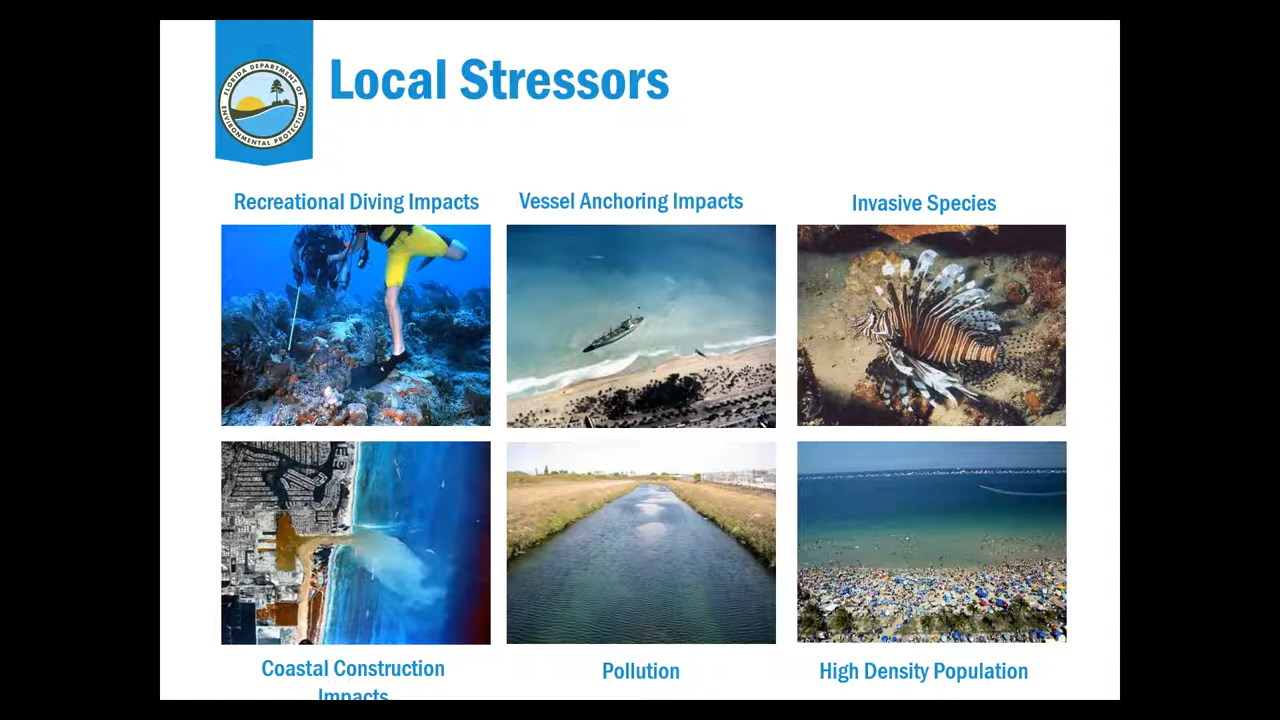 FLORIDA DEPARTMENT OF
ENVIRONMENTAL PROTECTION
Local Stressors
Recreational Diving Impacts
Vessel Anchoring Impacts
Invasive Species
Coastal Construction
Impacts
Pollution
High Density Population